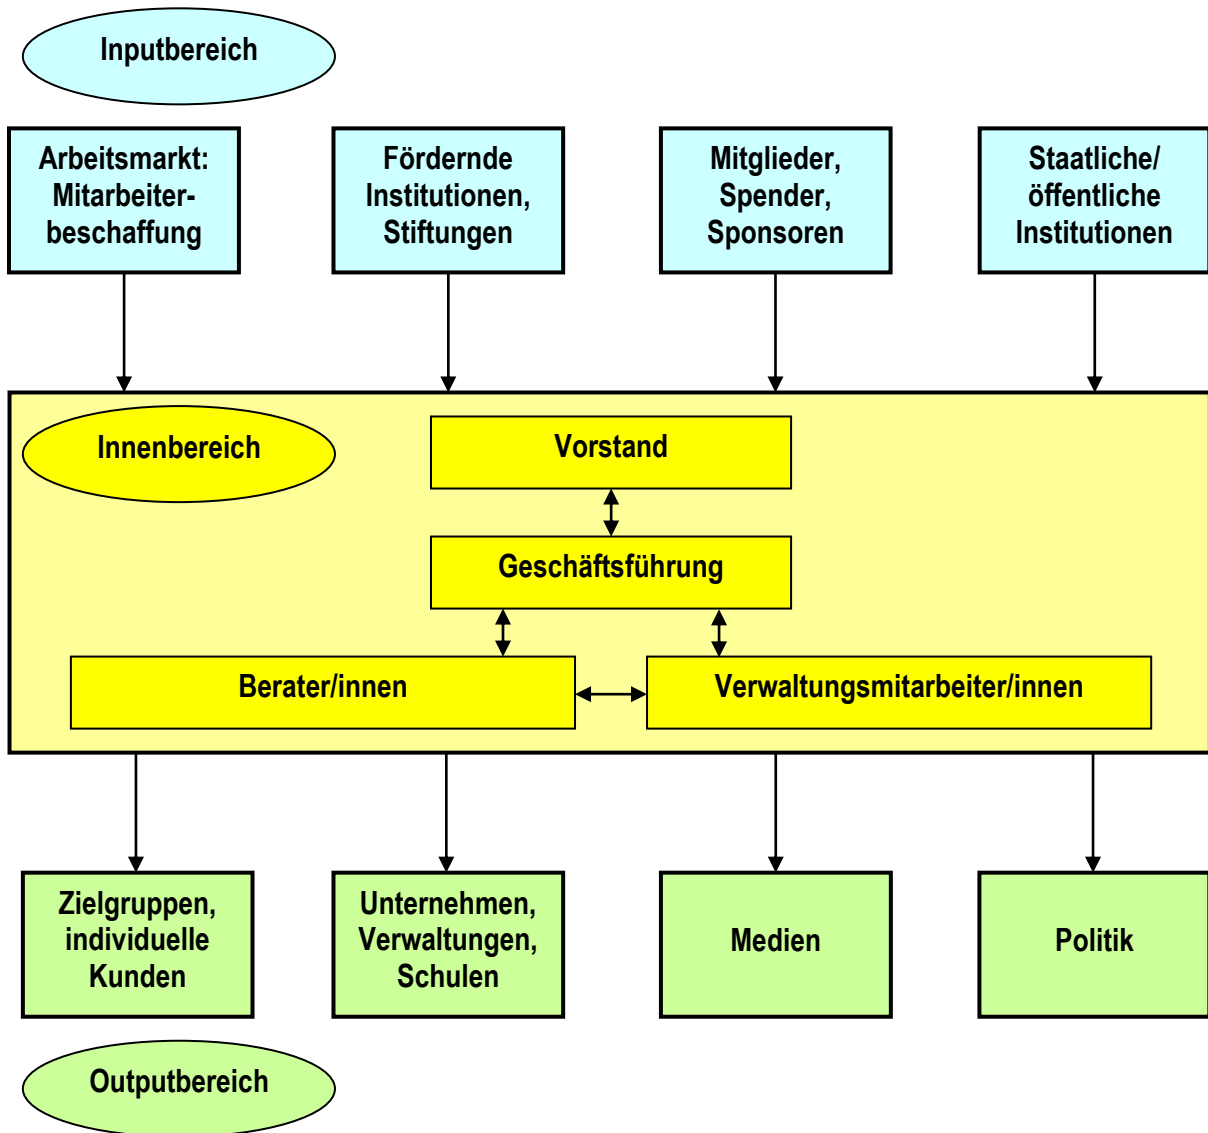 Inputbereich
Arbeitsmarkt:
Mitarbeiter-
beschaffung
Fördernde
Institutionen,
Stiftungen
Mitglieder,
Spender,
Sponsoren
Staatliche/
öffentliche
Institutionen
Innenbereich
Vorstand
Geschäftsführung
Berater/innen
Verwaltungsmitarbeiter/innen
Zielgruppen,
individuelle
Kunden
Unternehmen,
Verwaltungen,
Schulen
Medien
Politik
Outputbereich